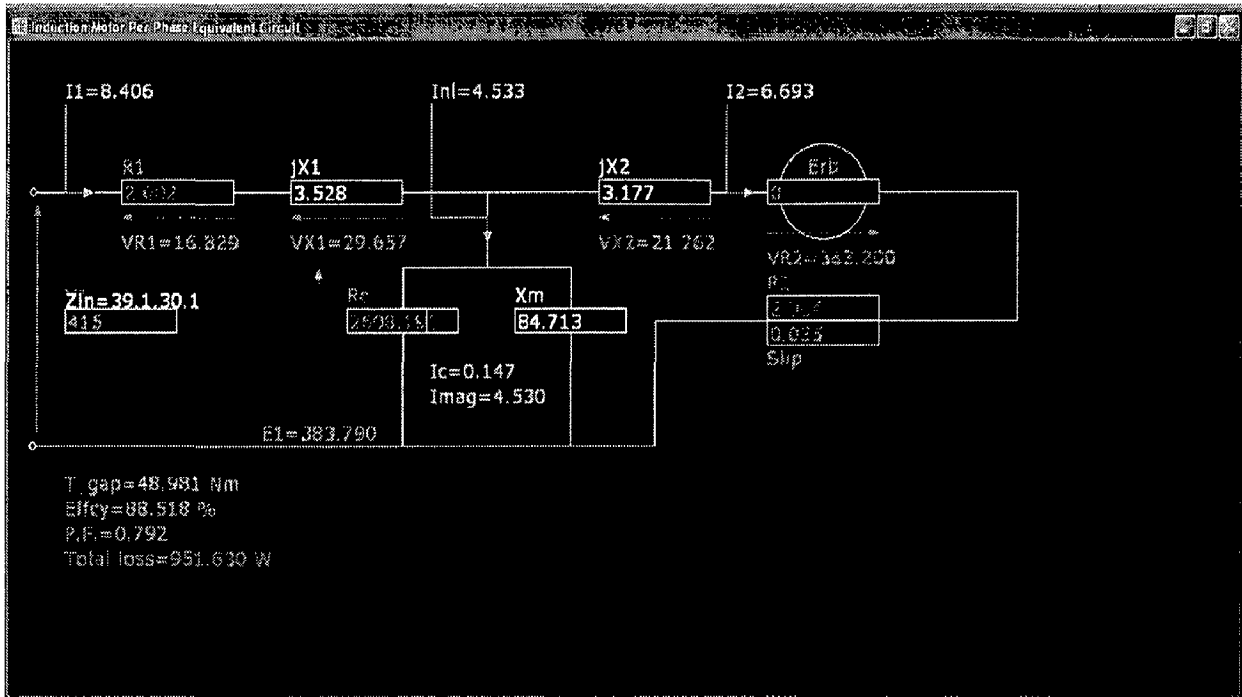 Induction Motor Per Phase Equivalent Circuit
I1=8.406
Inl=4.533
I2=6.693
R1
jX1
jX2
Erb
3.528
3.177
0
VR1=16.829
VX1=29.657
VX2=21.262
Zin=39.1,30.1
415
Rc
Xm
84.713
0.035
Slip
Ic=0.147
Imag=4.530
E1=383.790
T_gap=48.981 Nm
Effcy=88.518 %
P.F.=0.792
Total loss=951.630 W